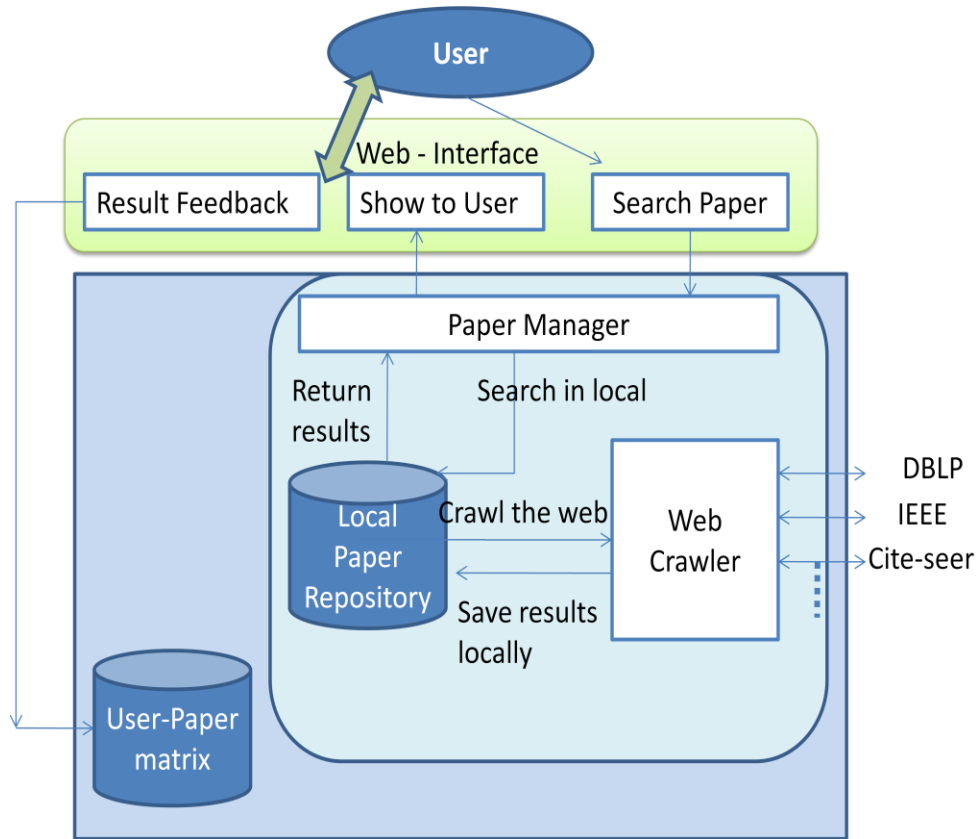 User
Web - Interface
Result Feedback
Show to User
Search Paper
Paper Manager
Return
results
Search in local
Local
Paper
Repository
Crawl the web
Save results
locally
Web
Crawler
DBLP
IEEE
Cite-seer
User-Paper
matrix